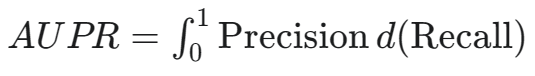 AUPR = ∫₀¹ Precision d(Recall)